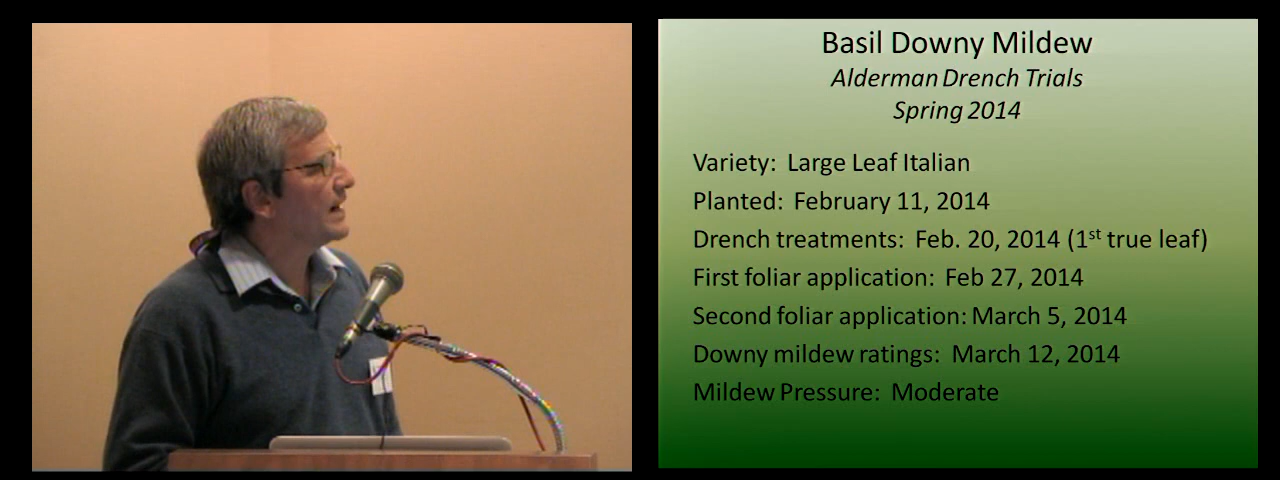 Basil Downy Mildew
Alderman Drench Trials
Spring 2014
Variety: Large Leaf Italian
Planted: February 11, 2014
Drench treatments: Feb. 20, 2014 (1st true leaf)
First foliar application: Feb 27, 2014
Second foliar application: March 5, 2014
Downy mildew ratings: March 12, 2014
Mildew Pressure: Moderate